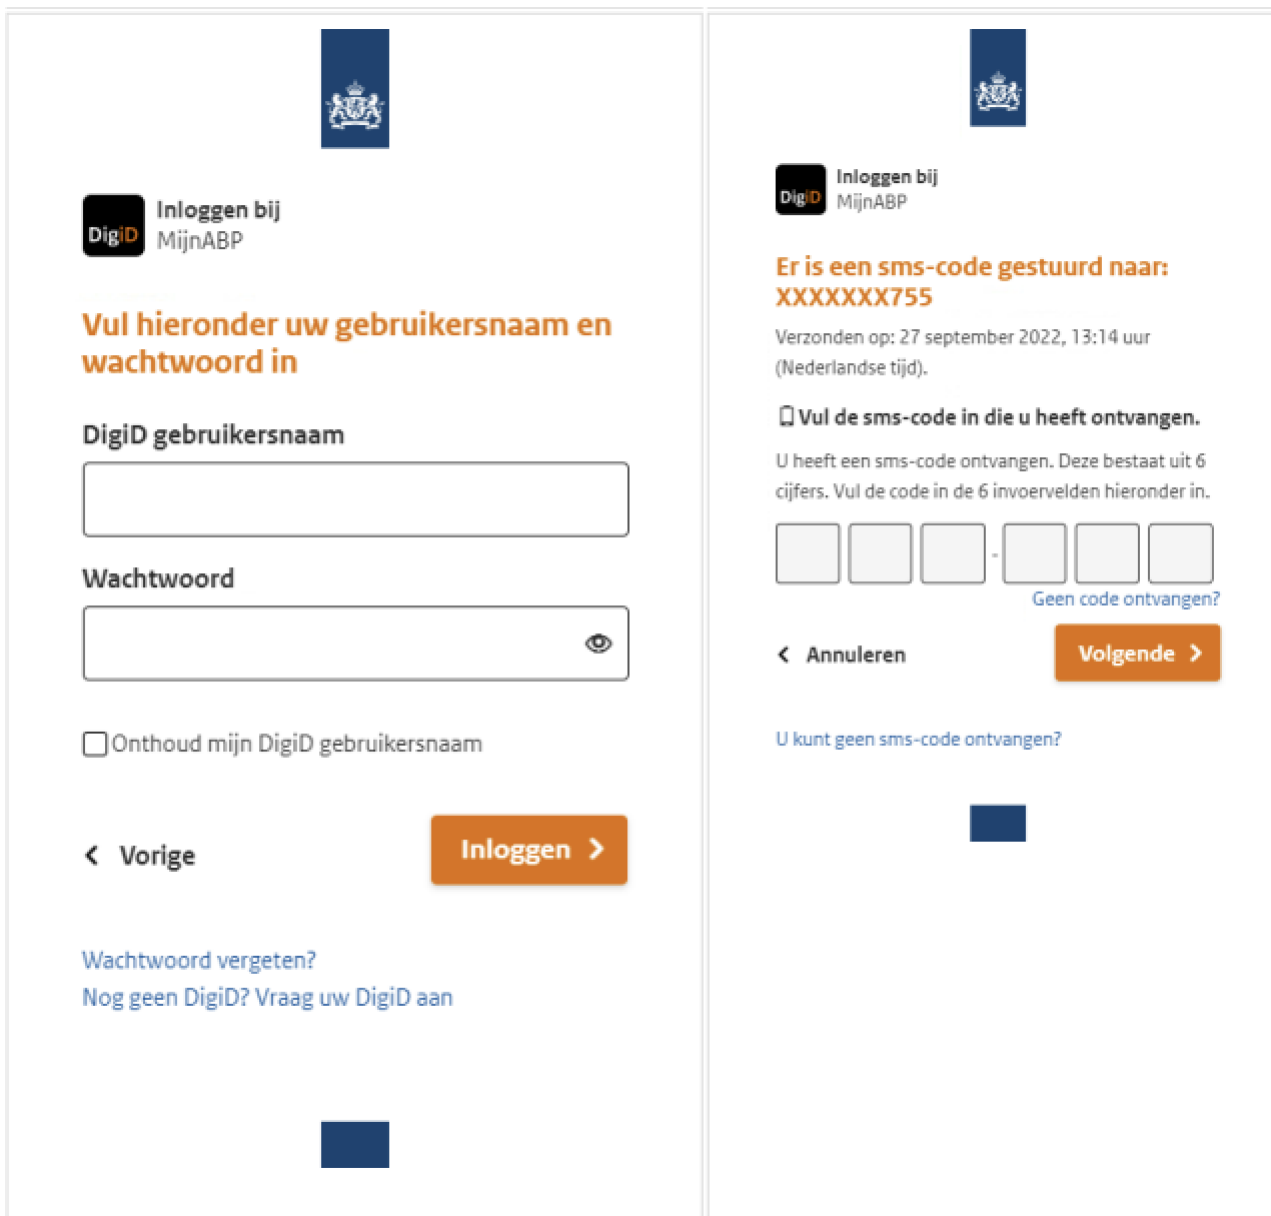 DigiD
Inloggen bij
MijnABP
Vul hieronder uw gebruikersnaam en
wachtwoord in
DigiD gebruikersnaam
Wachtwoord
Onthoud mijn DigiD gebruikersnaam
Vorige
Inloggen
Wachtwoord vergeten?
Nog geen DigiD? Vraag uw DigiD aan
DigiD
Inloggen bij
MijnABP
Er is een sms-code gestuurd naar:
XXXXXXX755
Verzonden op: 27 september 2022, 13:14 uur
(Nederlandse tijd).
Vul de sms-code in die u heeft ontvangen.
U heeft een sms-code ontvangen. Deze bestaat uit 6
cijfers. Vul de code in de 6 invoervelden hieronder in.
-
Geen code ontvangen?
Annuleren
Volgende
U kunt geen sms-code ontvangen?